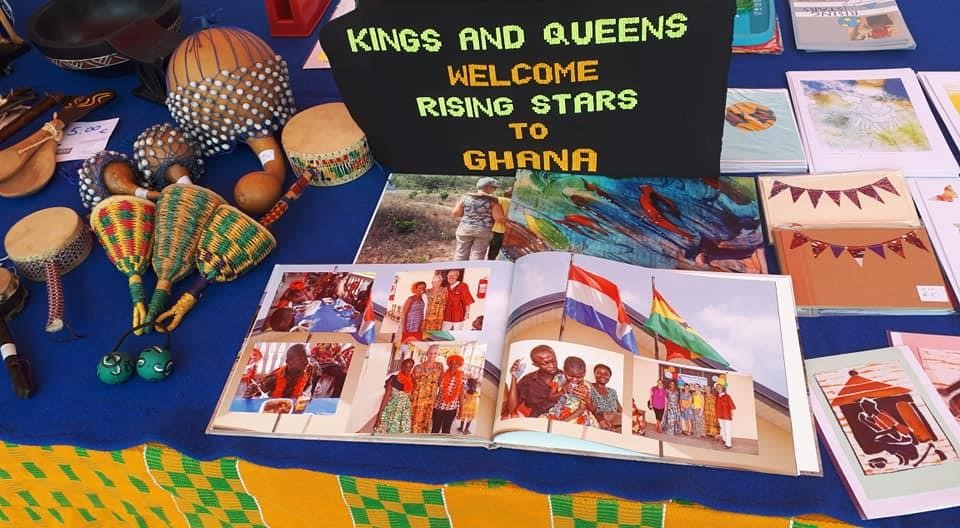 KINGS AND QUEENS
WELCOME
RISING STARS
TO
GHANA
5.00